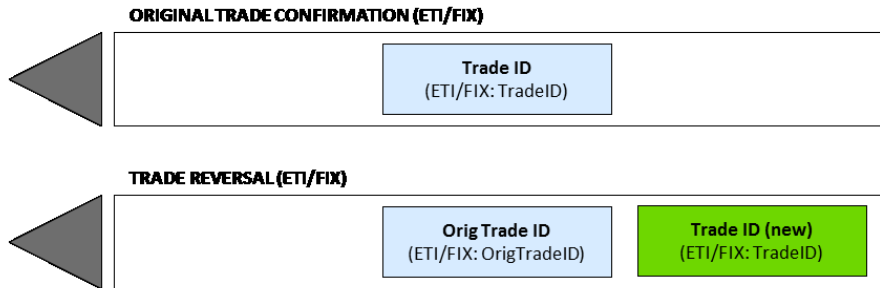 ORIGINAL TRADE CONFIRMATION (ETI/FIX)
Trade ID
(ETI/FIX: TradeID)
TRADE REVERSAL (ETI/FIX)
Orig Trade ID
(ETI/FIX: OrigTradeID)
Trade ID (new)
(ETI/FIX: TradeID)